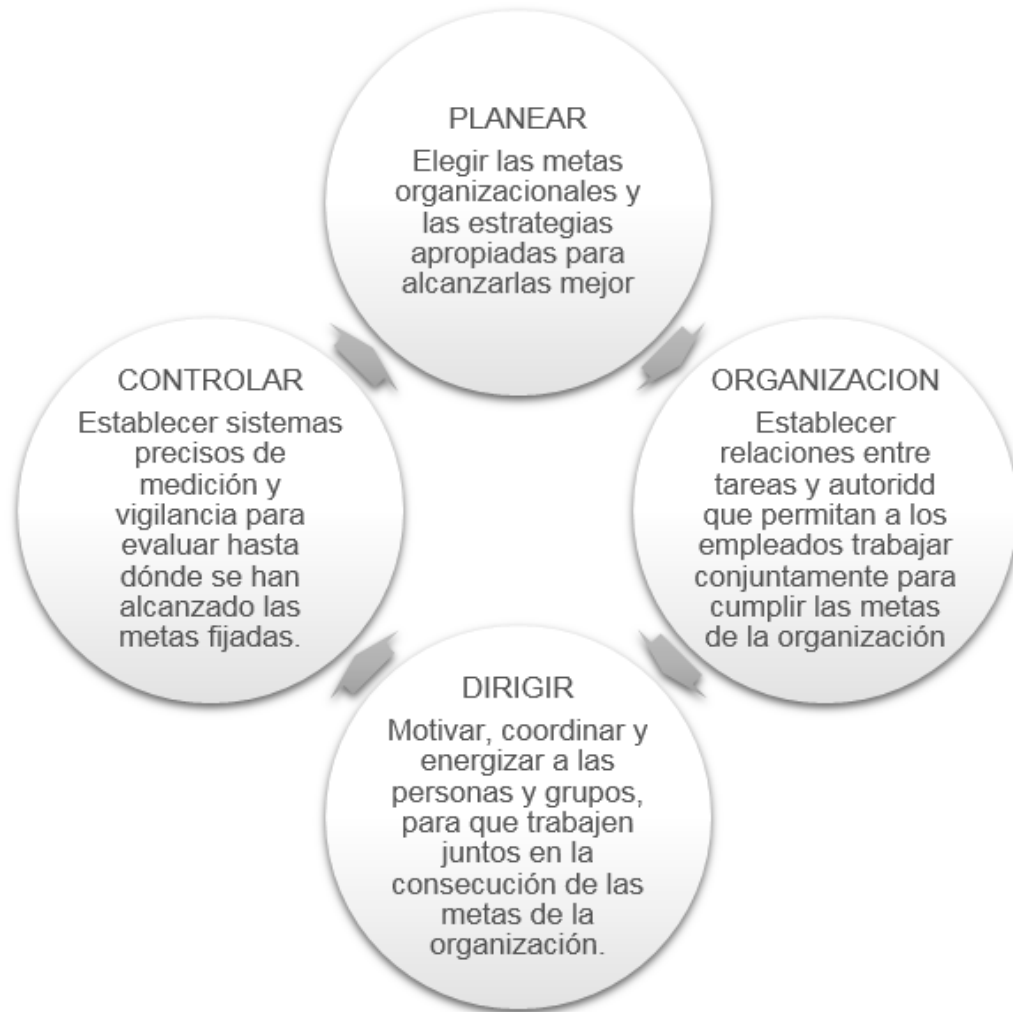 PLANEAR
Elegir las metas
organizacionales y
las estrategias
apropiadas para
alcanzarlas mejor
ORGANIZACION
Establecer
relaciones entre
tareas y autoridd
que permitan a los
empleados trabajar
conjuntamente para
cumplir las metas
de la organización
DIRIGIR
Motivar, coordinar y
energizar a las
personas y grupos,
para que trabajen
juntos en la
consecución de las
metas de la
organización.
CONTROLAR
Establecer sistemas
precisos de
medición y
vigilancia para
evaluar hasta
dónde se han
alcanzado las
metas fijadas.